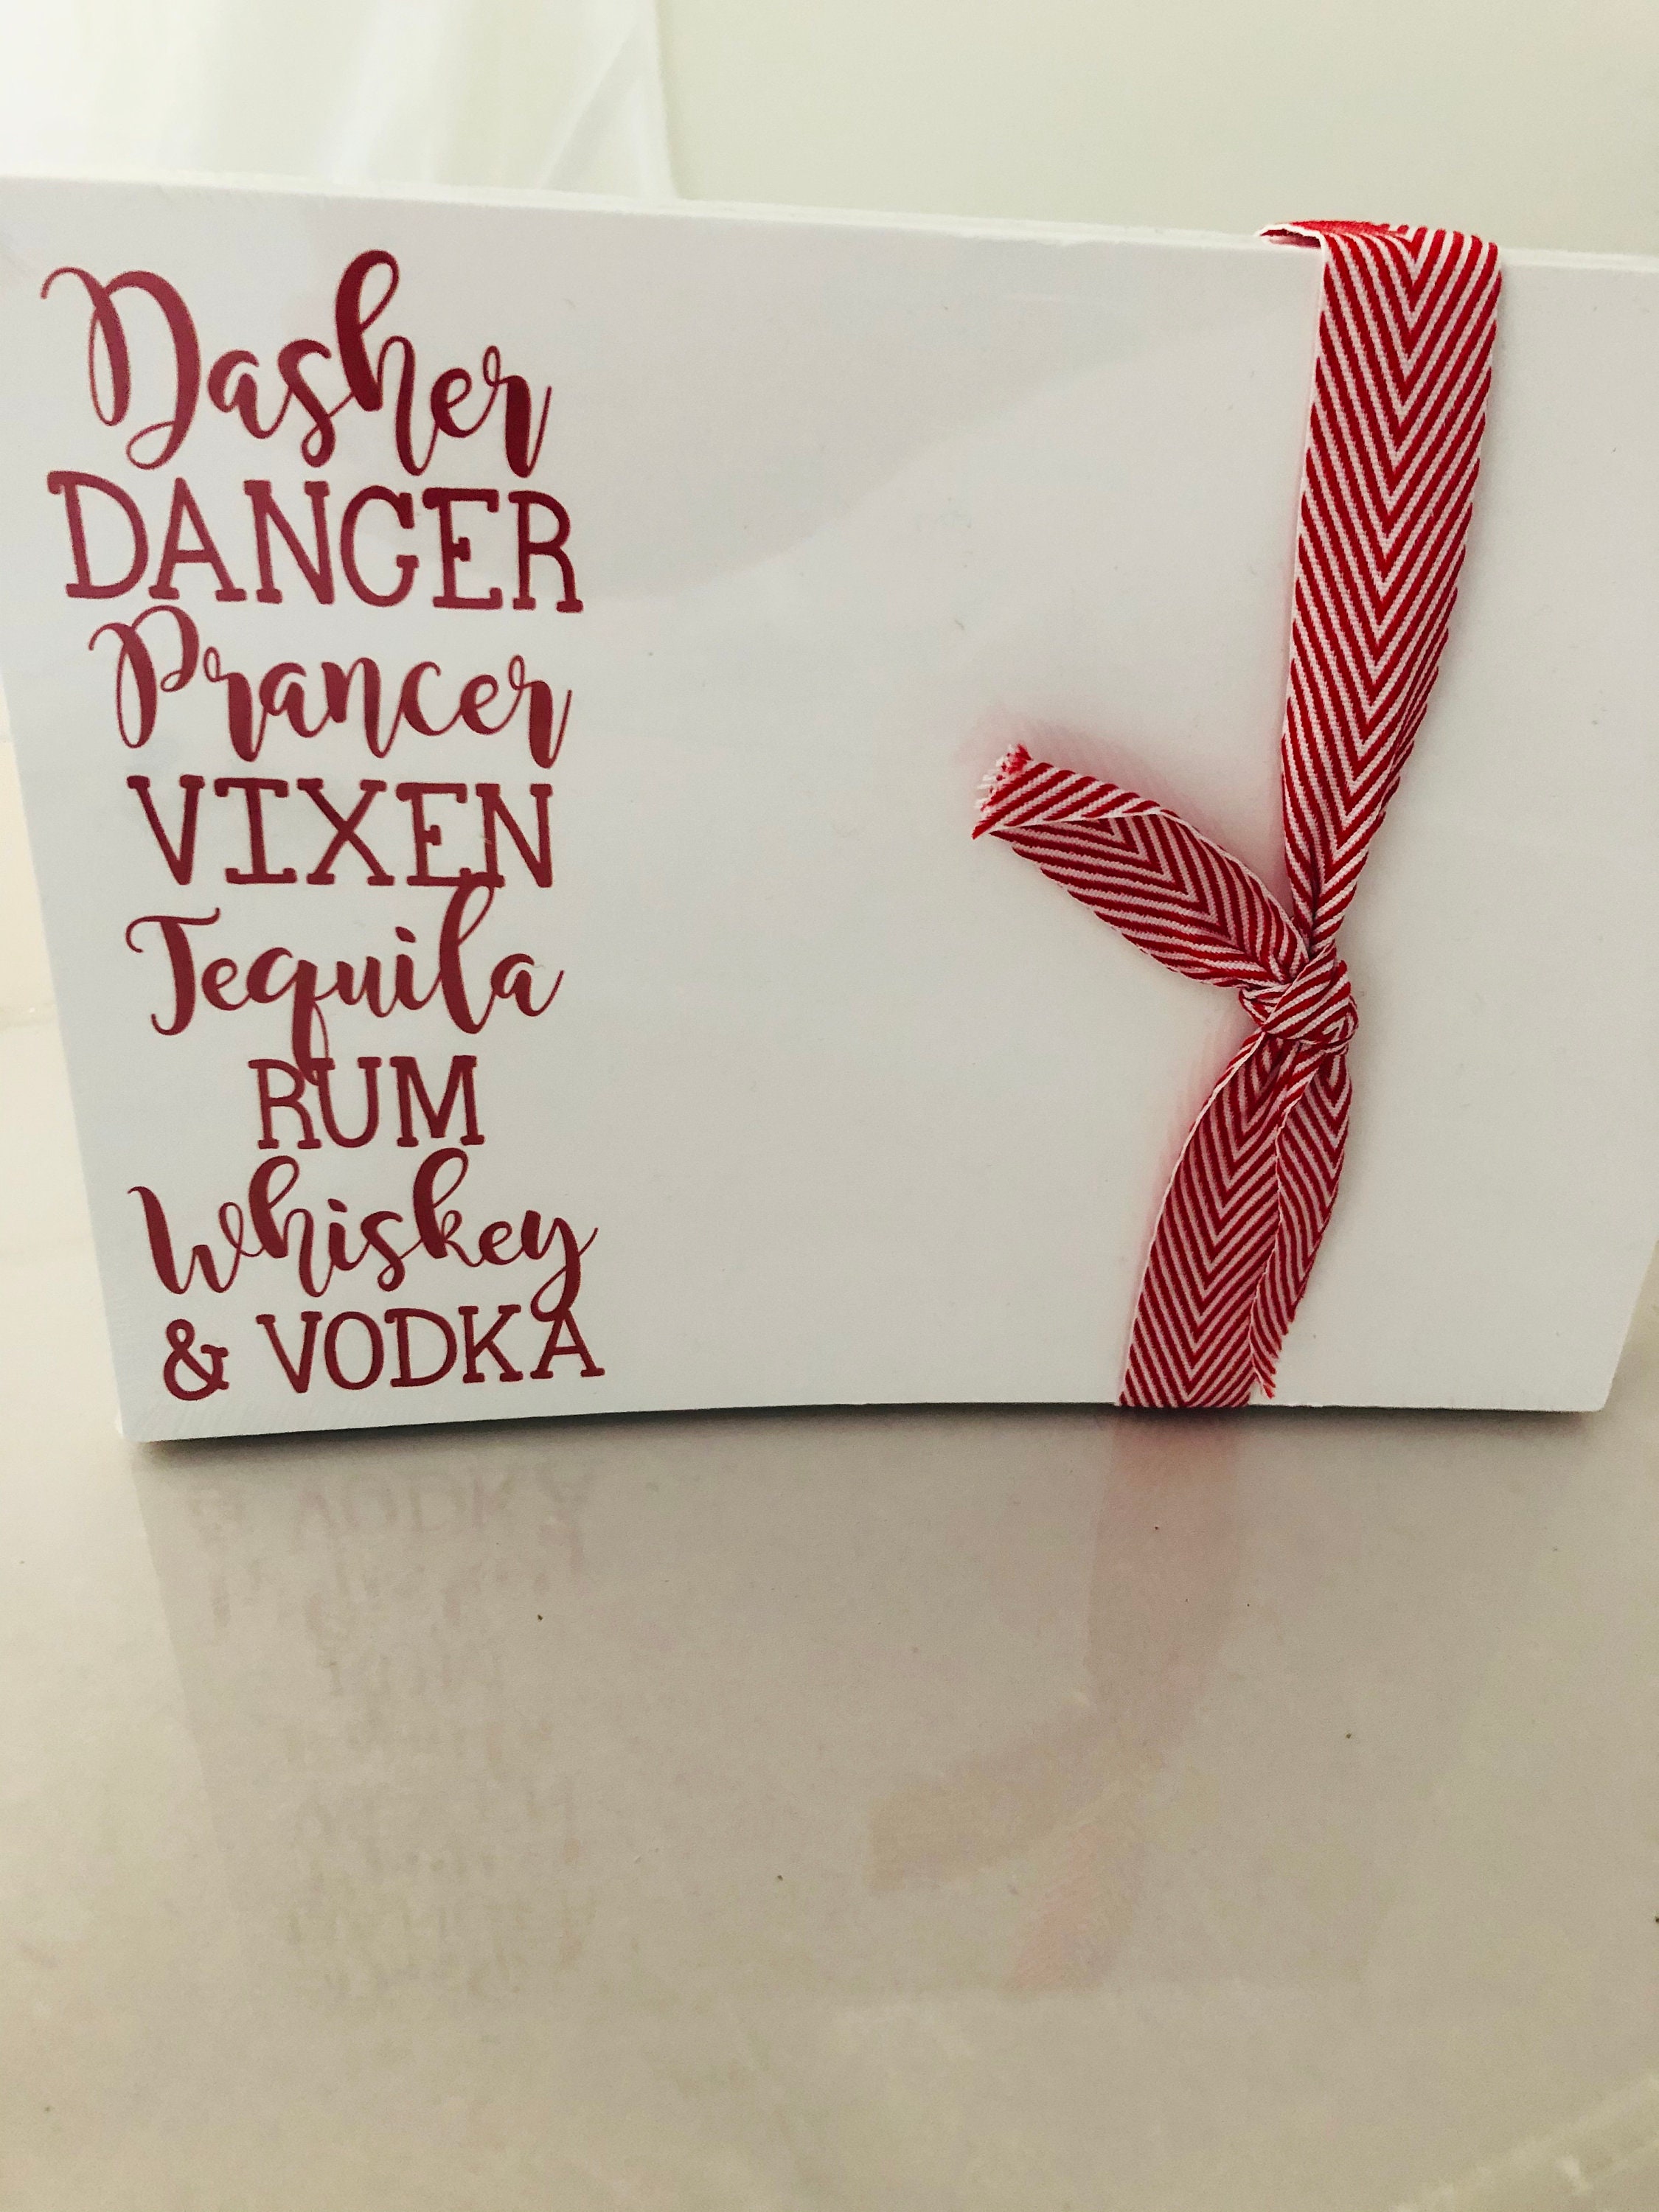 Dasher
DANGER
Prancer
VIXEN
Tequila
RUM
Whiskey
& VODKA